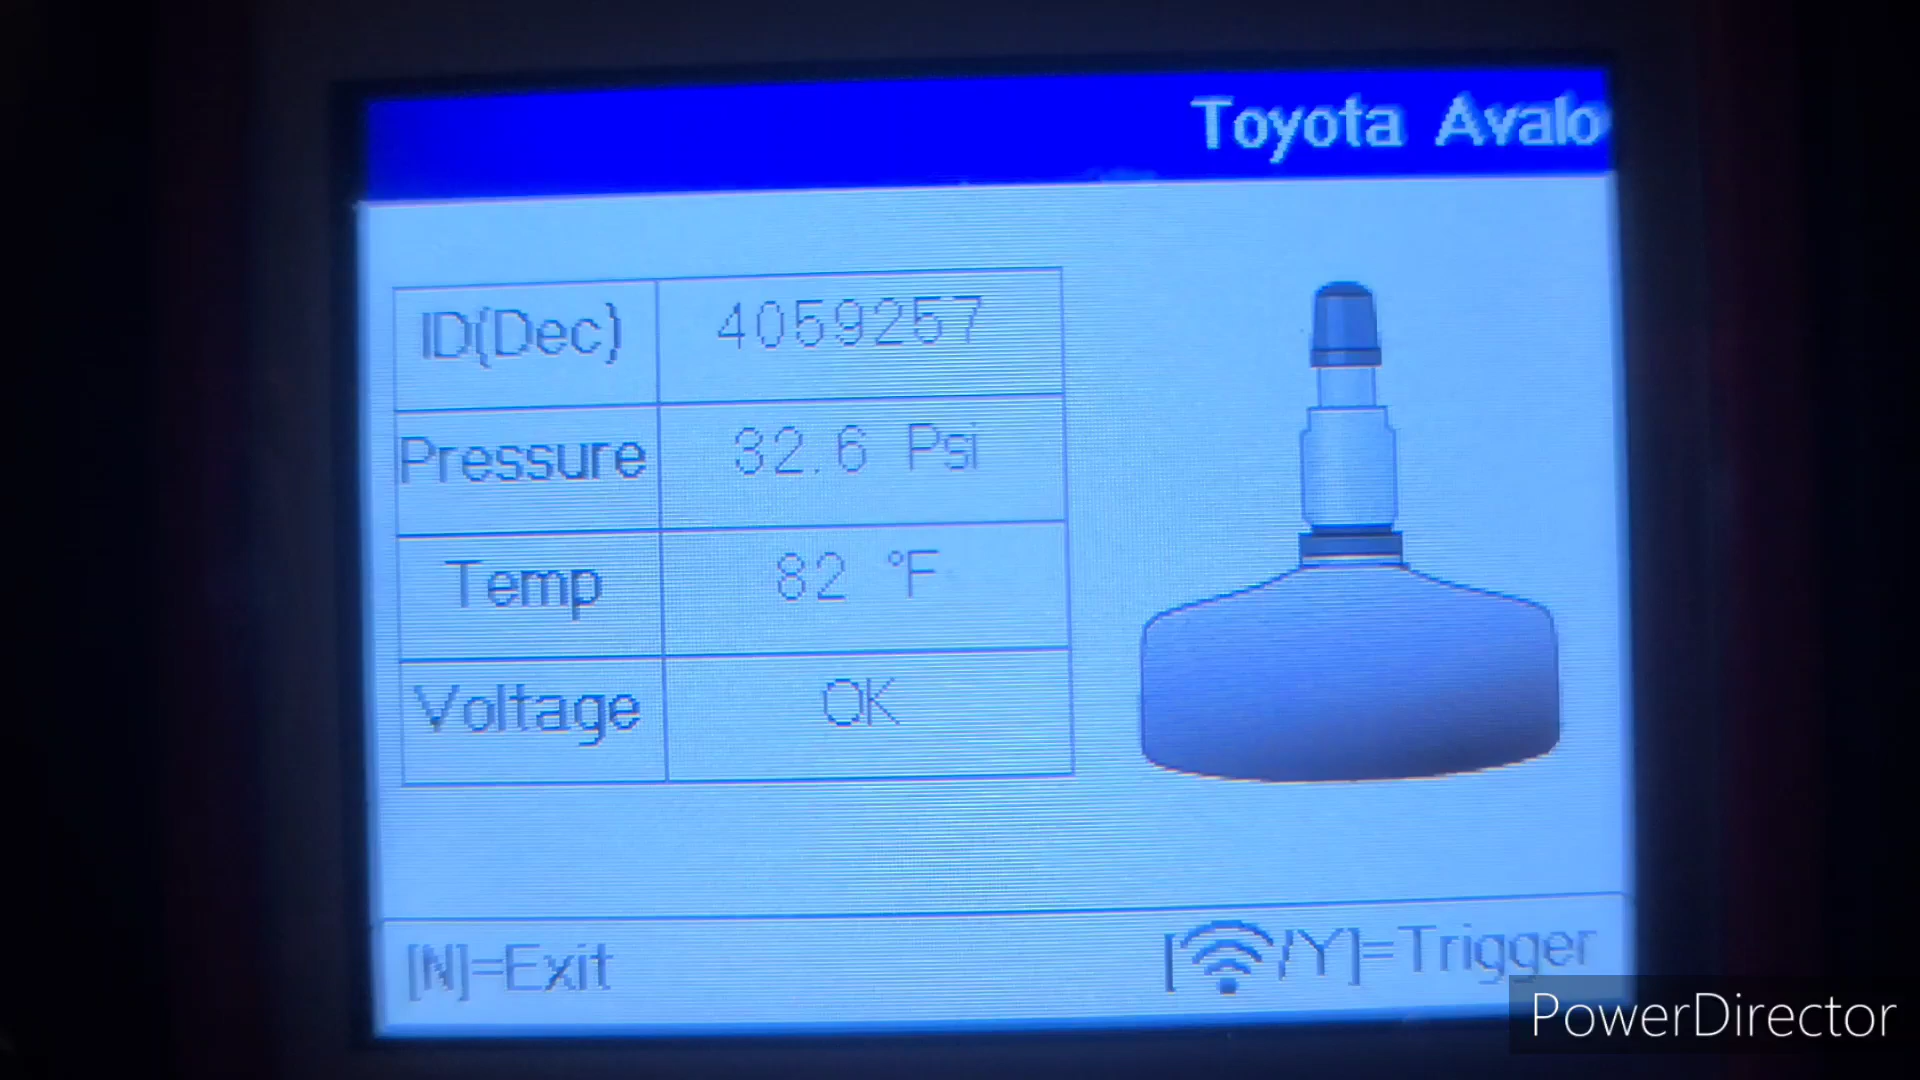 Toyota Avalo
ID(Dec) 4059257
Pressure 32.6 Psi
Temp 82 °F
Voltage OK
[N]=Exit
[/Y]=Trigger
PowerDirector